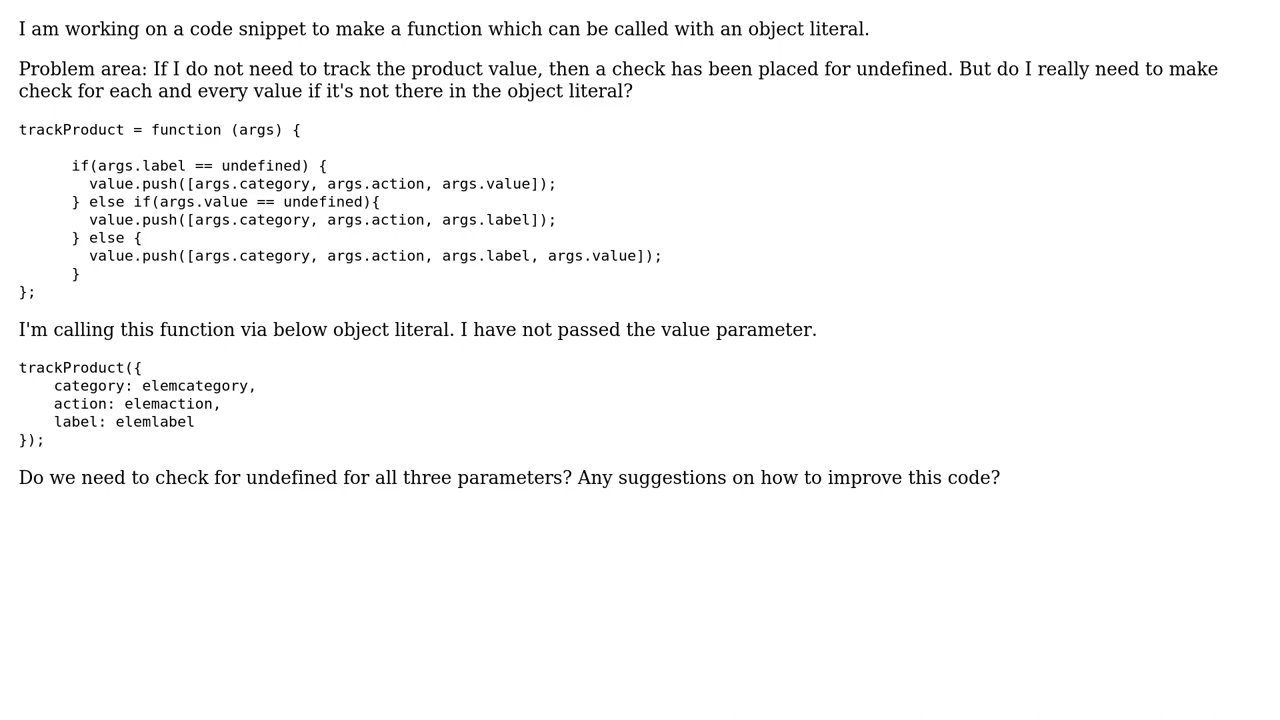 I am working on a code snippet to make a function which can be called with an object literal.
Problem area: If I do not need to track the product value, then a check has been placed for undefined. But do I really need to make
check for each and every value if it's not there in the object literal?
trackProduct = function (args) {
      if(args.label == undefined) {
        value.push([args.category, args.action, args.value]);
      } else if(args.value == undefined){
        value.push([args.category, args.action, args.label]);
      } else {
        value.push([args.category, args.action, args.label, args.value]);
      }
};
I'm calling this function via below object literal. I have not passed the value parameter.
trackProduct({
    category: elemcategory,
    action: elemaction,
    label: elemlabel
});
Do we need to check for undefined for all three parameters? Any suggestions on how to improve this code?